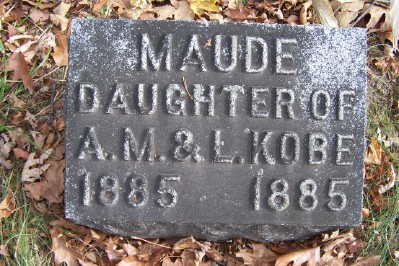 MAUDE
DAUGHTER OF
A.M. & L. KOBE
1885 1885